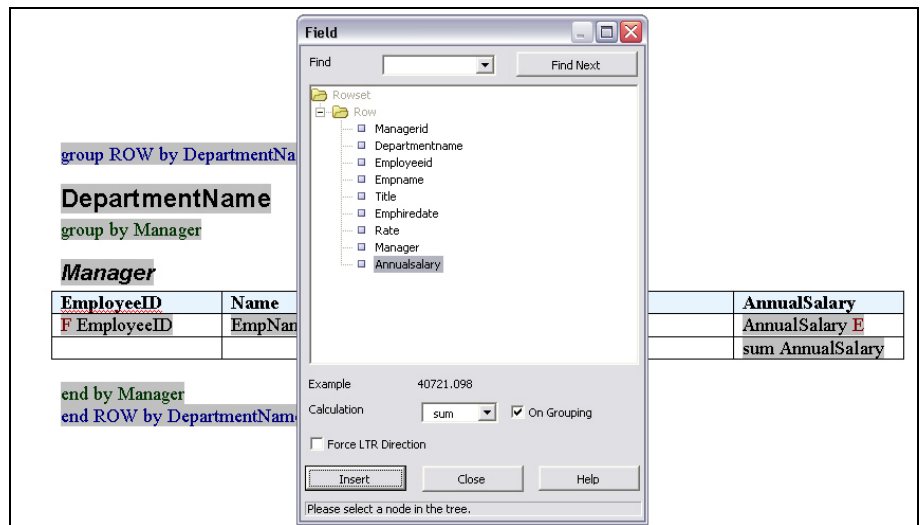 Field
Find
Find Next
Rowset
Row
Managerid
Departmentname
Employeeid
Empname
Title
Emphiredate
Rate
Manager
Annualsalary
Example 40721.098
Calculation sum On Grouping
Force LTR Direction
Insert Close Help
Please select a node in the tree.
group ROW by DepartmentNa
DepartmentName
group by Manager
Manager
EmployeeID Name AnnualSalary
F EmployeeID EmpNam AnnualSalary E
sum AnnualSalary
end by Manager
end ROW by DepartmentName